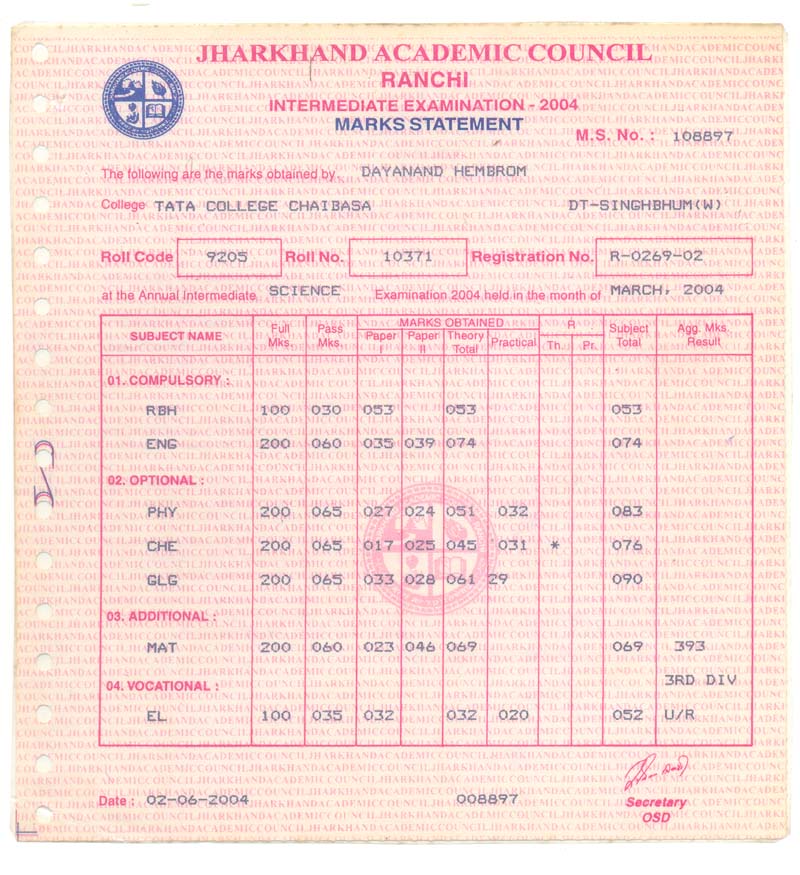 JHARKHAND ACADEMIC COUNCIL
RANCHI
INTERMEDIATE EXAMINATION - 2004
MARKS STATEMENT
M.S. No. : 108897
The following are the marks obtained by DAYANAND HEMBROM
College TATA COLLEGE CHAIBASA DT-SINGHBHUM(W)
Roll Code 9205 Roll No. 10371 Registration No. R-0269-02
at the Annual Intermediate SCIENCE Examination 2004 held in the month of MARCH, 2004
SUBJECT NAME Full Mks. Pass Mks. MARKS OBTAINED Paper I Paper II Theory Total Practical R Th. Pr. Subject Total Agg. Mks. Result
01. COMPULSORY :
RBH 100 030 053 053 053
ENG 200 060 035 039 074 074
02. OPTIONAL :
PHY 200 065 027 024 051 032 083
CHE 200 065 017 025 045 031 * 076
GLG 200 065 033 028 061 29 090
03. ADDITIONAL :
MAT 200 060 023 046 069 069 393
04. VOCATIONAL : 3RD DIV
EL 100 035 032 032 020 052 U/R
Date : 02-06-2004 008897
Secretary
OSD